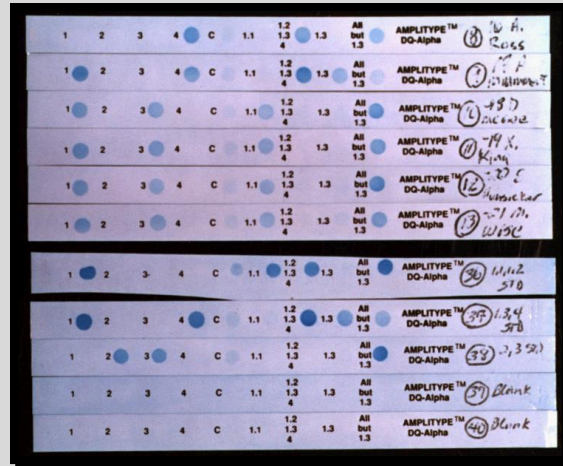 1 2 3 4 C 1.1 1.2 1.3 4 1.3 All but 1.3 AMPLITYPE™ DQ-Alpha 8 Ross
1 2 3 4 C 1.1 1.2 1.3 4 1.3 All but 1.3 AMPLITYPE™ DQ-Alpha
1 2 3 4 C 1.1 1.2 1.3 4 1.3 All but 1.3 AMPLITYPE™ DQ-Alpha
1 2 3 4 C 1.1 1.2 1.3 4 1.3 All but 1.3 AMPLITYPE™ DQ-Alpha 11 King
1 2 3 4 C 1.1 1.2 1.3 4 1.3 All but 1.3 AMPLITYPE™ DQ-Alpha 12
1 2 3 4 C 1.1 1.2 1.3 4 1.3 All but 1.3 AMPLITYPE™ DQ-Alpha 13
1 2 3 4 C 1.1 1.2 1.3 4 1.3 All but 1.3 AMPLITYPE™ DQ-Alpha 36 STD
1 2 3 4 C 1.1 1.2 1.3 4 1.3 All but 1.3 AMPLITYPE™ DQ-Alpha 37 1.3,4 STD
1 2 3 4 C 1.1 1.2 1.3 4 1.3 All but 1.3 AMPLITYPE™ DQ-Alpha 38
1 2 3 4 C 1.1 1.2 1.3 4 1.3 All but 1.3 AMPLITYPE™ DQ-Alpha 39 Blank
1 2 3 4 C 1.1 1.2 1.3 4 1.3 All but 1.3 AMPLITYPE™ DQ-Alpha 40 Blank